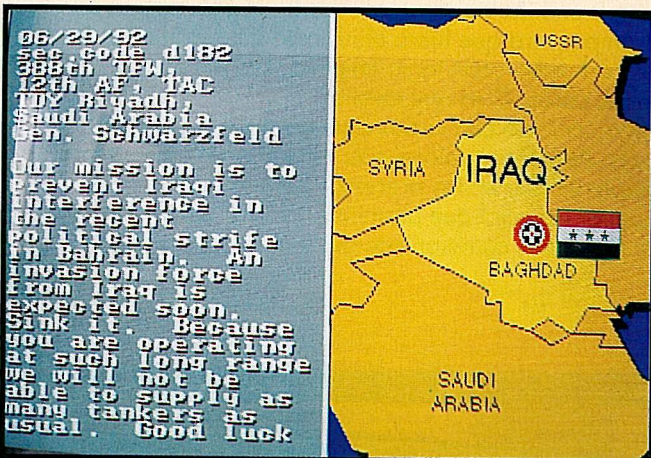 06/29/92
sec code d182
388th TFW,
12th AF, TAC
TDY Riyadh,
Saudi Arabia
Gen. Schwarzfeld
Our mission is to
prevent Iraqi
interference in
the recent
political strife
in Bahrain. An
invasion force
from Iraq is
expected soon.
Sink it. Because
you are operating
at such long range
we will not be
able to supply as
many tankers as
usual. Good luck
USSR
SYRIA
IRAQ
BAGHDAD
SAUDI
ARABIA